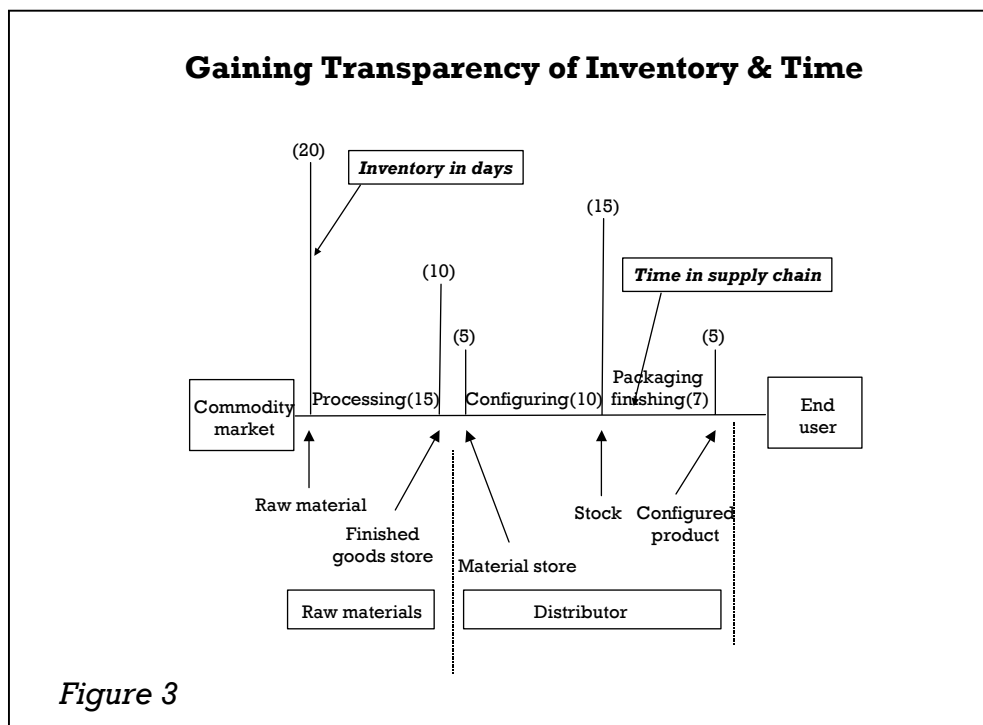 Gaining Transparency of Inventory & Time
(20)
Inventory in days
(15)
(10)
Time in supply chain
(5)
(5)
Commodity
market
Processing(15)
Configuring(10)
Packaging
finishing(7)
End
user
Raw material
Finished
goods store
Material store
Stock
Configured
product
Raw materials
Distributor
Figure 3